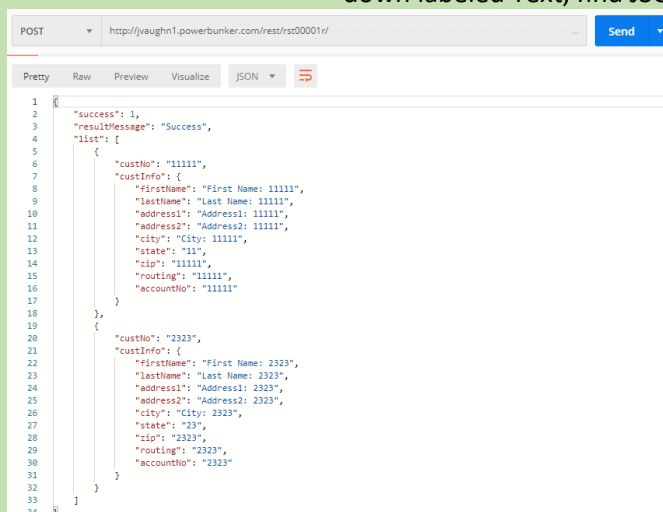 down labeled Text, find
POST http://jvaughn1.powerbunker.com/rest/rst00001r/ ... Send
Pretty Raw Preview Visualize JSON
1 {
2 "success": 1,
3 "resultMessage": "Success",
4 "list": [
5 {
6 "custNo": "11111",
7 "custInfo": {
8 "firstName": "First Name: 11111",
9 "lastName": "Last Name: 11111",
10 "address1": "Address1: 11111",
11 "address2": "Address2: 11111",
12 "city": "City: 11111",
13 "state": "11",
14 "zip": "11111",
15 "routing": "11111",
16 "accountNo": "11111"
17 }
18 },
19 {
20 "custNo": "2323",
21 "custInfo": {
22 "firstName": "First Name: 2323",
23 "lastName": "Last Name: 2323",
24 "address1": "Address1: 2323",
25 "address2": "Address2: 2323",
26 "city": "City: 2323",
27 "state": "23",
28 "zip": "2323",
29 "routing": "2323",
30 "accountNo": "2323"
31 }
32 }
33 ]
34 }